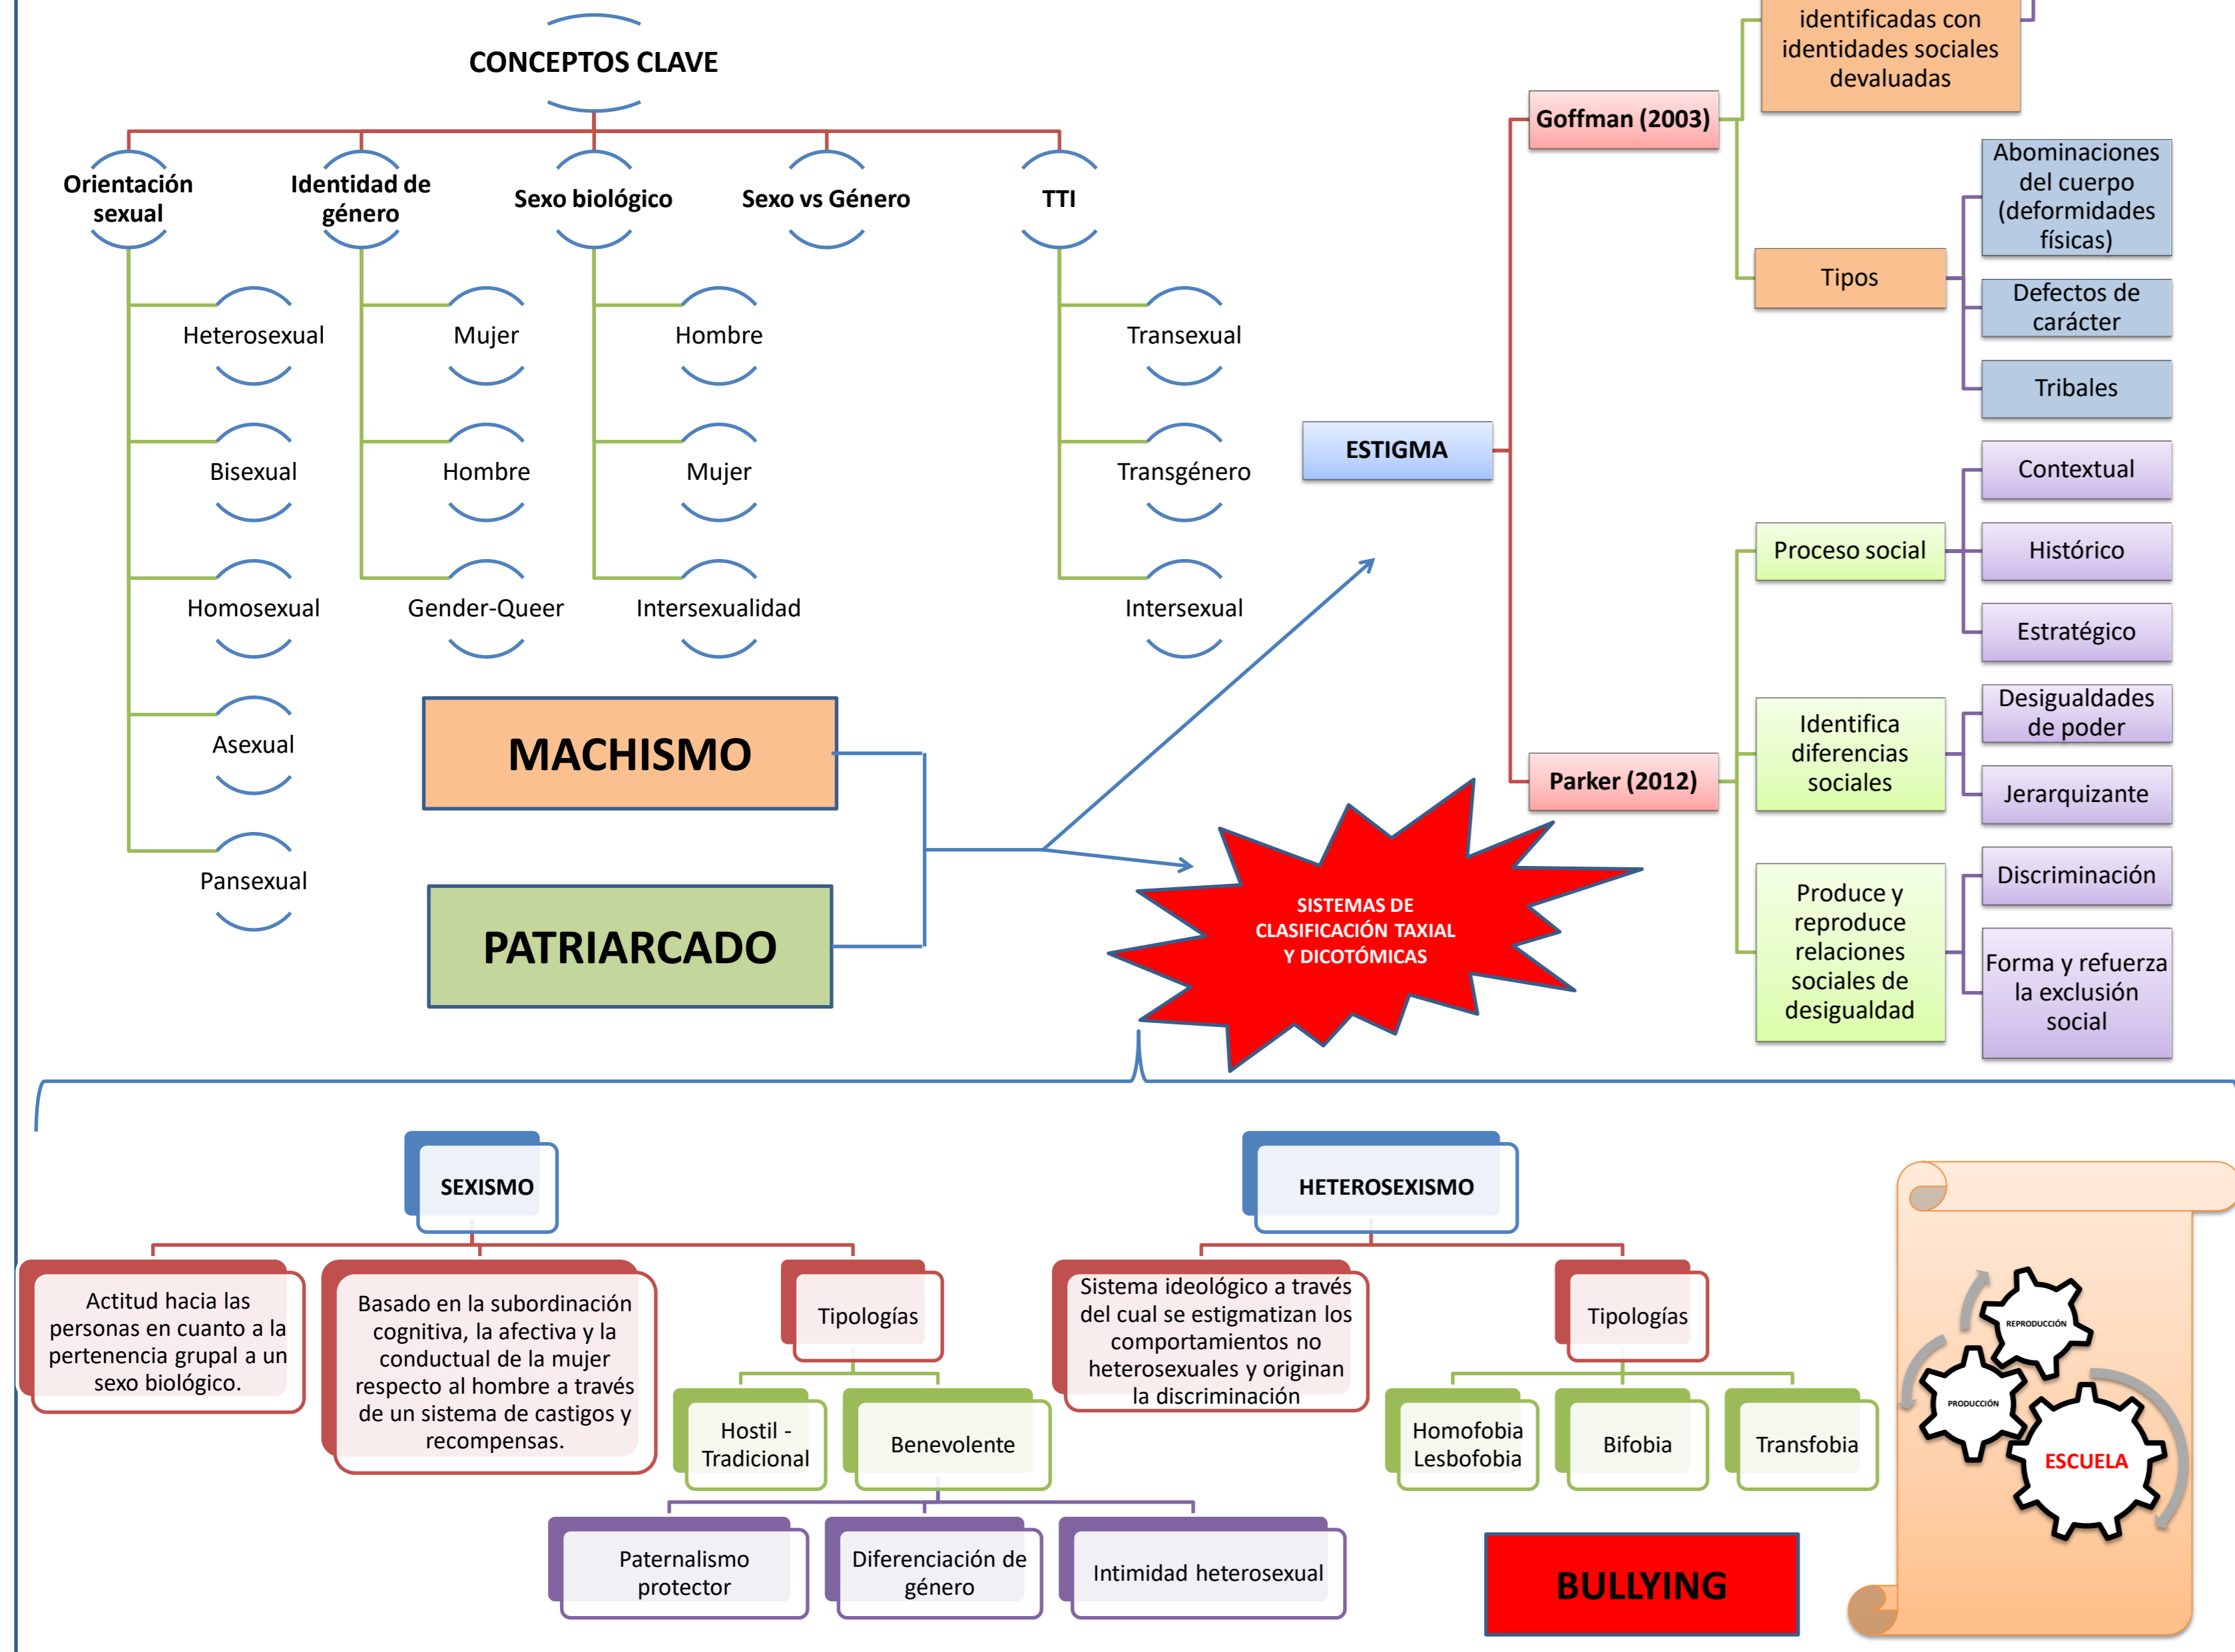 CONCEPTOS CLAVE
Orientación
sexual
Heterosexual
Bisexual
Homosexual
Asexual
Pansexual
Identidad de
género
Mujer
Hombre
Gender-Queer
Sexo biológico
Hombre
Mujer
Intersexualidad
Sexo vs Género
TTI
Transexual
Transgénero
Intersexual
MACHISMO
PATRIARCADO
ESTIGMA
Goffman (2003)
identificadas con
identidades sociales
devaluadas
Tipos
Abominaciones
del cuerpo
(deformidades
físicas)
Defectos de
carácter
Tribales
Parker (2012)
Proceso social
Contextual
Histórico
Estratégico
Identifica
diferencias
sociales
Desigualdades
de poder
Jerarquizante
Produce y
reproduce
relaciones
sociales de
desigualdad
Discriminación
Forma y refuerza
la exclusión
social
SISTEMAS DE
CLASIFICACIÓN TAXIAL
Y DICOTÓMICAS
SEXISMO
Actitud hacia las
personas en cuanto a la
pertenencia grupal a un
sexo biológico.
Basado en la subordinación
cognitiva, la afectiva y la
conductual de la mujer
respecto al hombre a través
de un sistema de castigos y
recompensas.
Tipologías
Hostil -
Tradicional
Benevolente
Paternalismo
protector
Diferenciación de
género
Intimidad heterosexual
HETEROSEXISMO
Sistema ideológico a través
del cual se estigmatizan los
comportamientos no
heterosexuales y originan
la discriminación
Tipologías
Homofobia
Lesbofobia
Bifobia
Transfobia
BULLYING
REPRODUCCIÓN
PRODUCCIÓN
ESCUELA